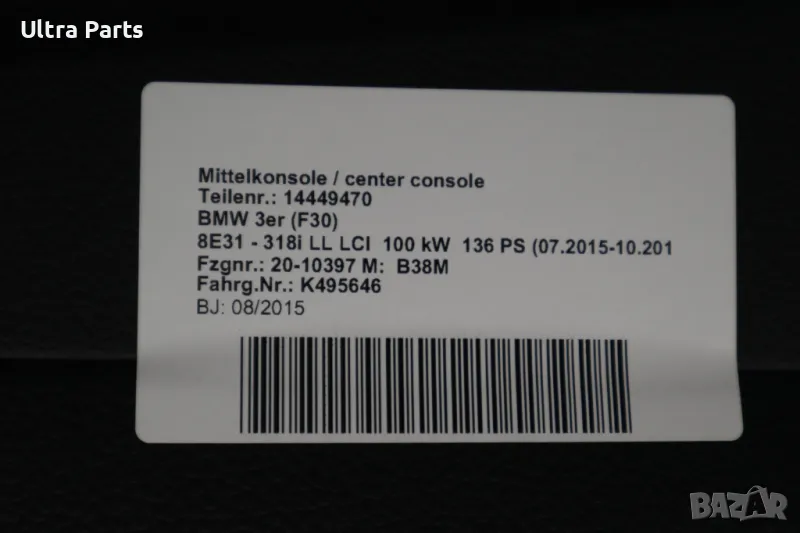 Ultra Parts
Mittelkonsole / center console
Teilenr.: 14449470
BMW 3er (F30)
8E31 - 318i LL LCI 100 kW 136 PS (07.2015-10.201
Fzgnr.: 20-10397 M: B38M
Fahrg.Nr.: K495646
BJ: 08/2015
BAZAR